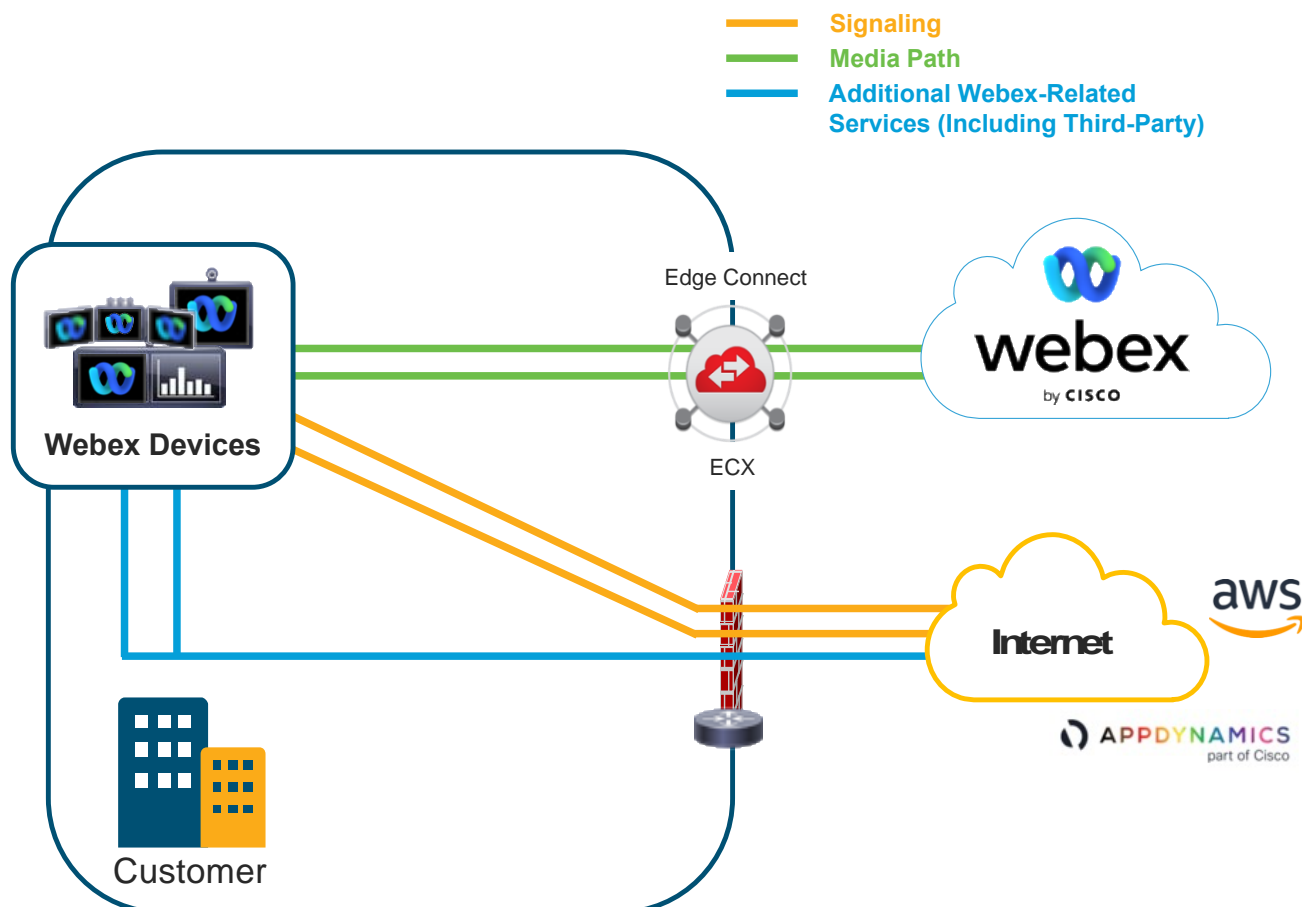 Signaling
Media Path
Additional Webex-Related
Services (Including Third-Party)
Edge Connect
webex
by CISCO
Webex Devices
ECX
aws
Internet
APPDYNAMICS
part of Cisco
Customer